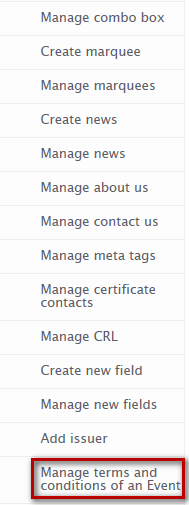 Manage combo box
Create marquee
Manage marquees
Create news
Manage news
Manage about us
Manage contact us
Manage meta tags
Manage certificate
contacts
Manage CRL
Create new field
Manage new fields
Add issuer
Manage terms and
conditions of an Event